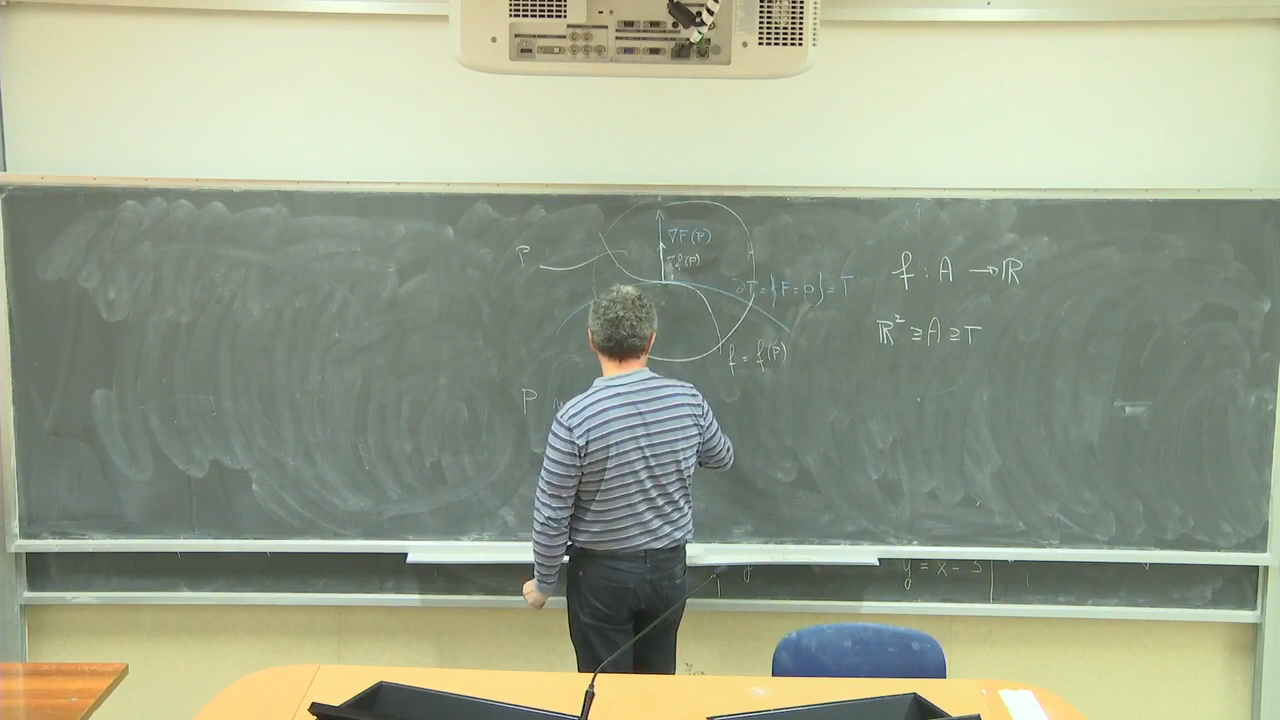 ∇F(P)
P
∇f(P)
∂T={F=0}=T
f : A → ℝ
ℝ² ⊇ A ⊇ T
f = f(P)
P
y
y = x - 3